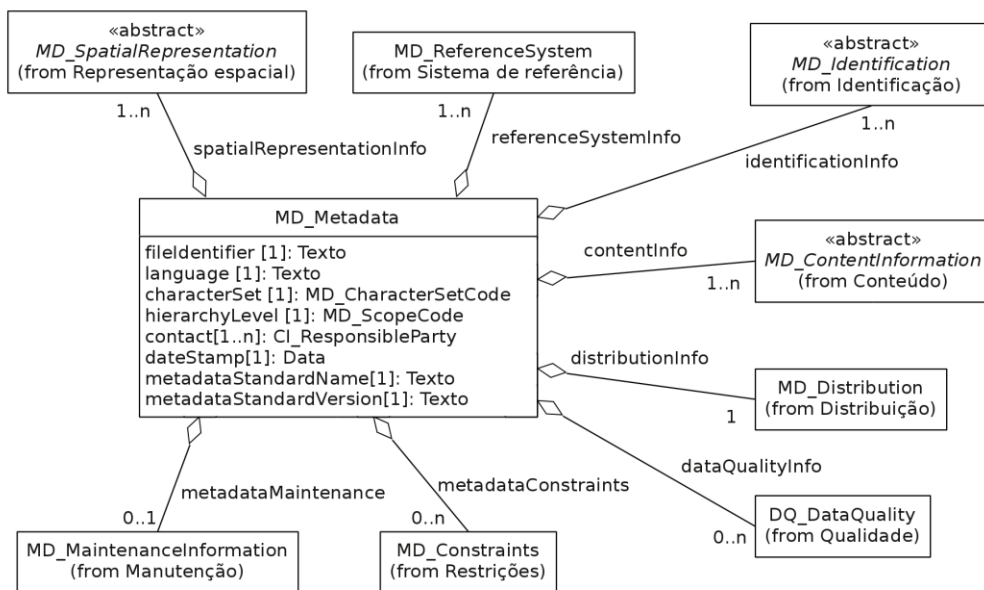 «abstract»
MD_SpatialRepresentation
(from Representação espacial)
MD_ReferenceSystem
(from Sistema de referência)
«abstract»
MD_Identification
(from Identificação)
1..n
1..n
1..n
spatialRepresentationInfo
referenceSystemInfo
identificationInfo
MD_Metadata
fileIdentifier [1]: Texto
language [1]: Texto
characterSet [1]: MD_CharacterSetCode
hierarchyLevel [1]: MD_ScopeCode
contact[1..n]: CI_ResponsibleParty
dateStamp[1]: Data
metadataStandardName[1]: Texto
metadataStandardVersion[1]: Texto
contentInfo
«abstract»
MD_ContentInformation
(from Conteúdo)
1..n
distributionInfo
MD_Distribution
(from Distribuição)
1
dataQualityInfo
DQ_DataQuality
(from Qualidade)
0..n
metadataMaintenance
0..1
MD_MaintenanceInformation
(from Manutenção)
metadataConstraints
0..n
MD_Constraints
(from Restrições)